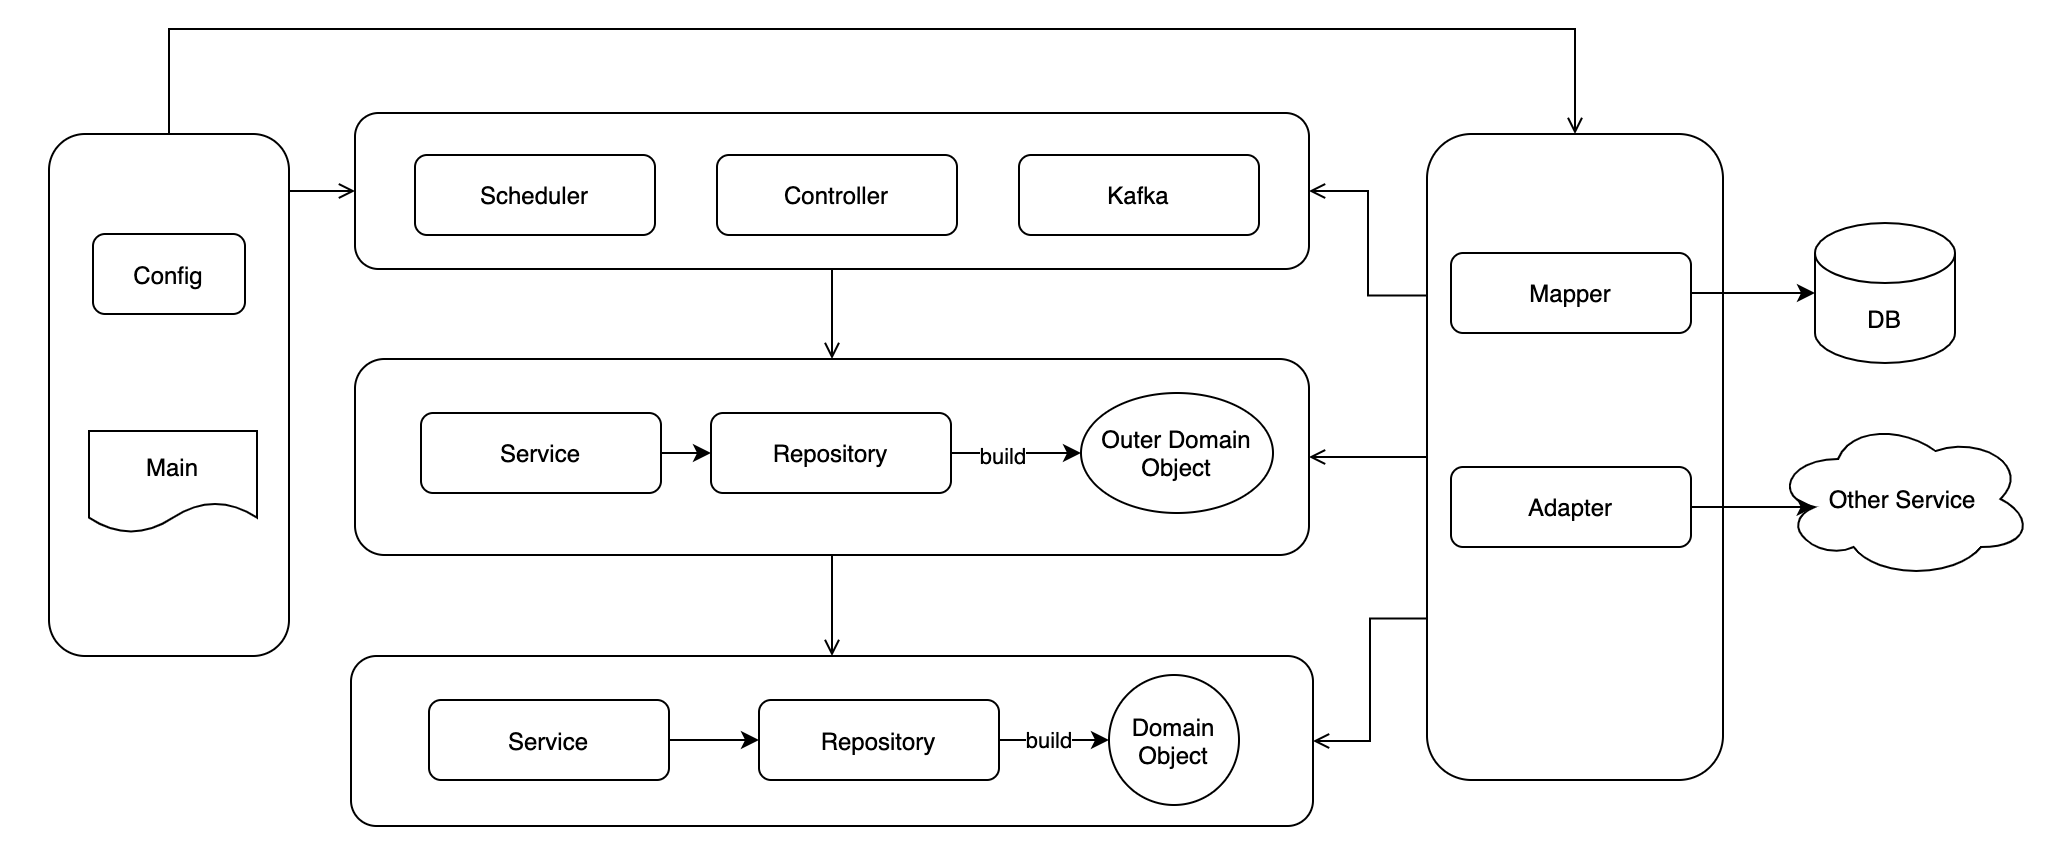 Config
Main
Scheduler
Controller
Kafka
Service
Repository
build
Outer Domain
Object
Service
Repository
build
Domain
Object
Mapper
Adapter
DB
Other Service